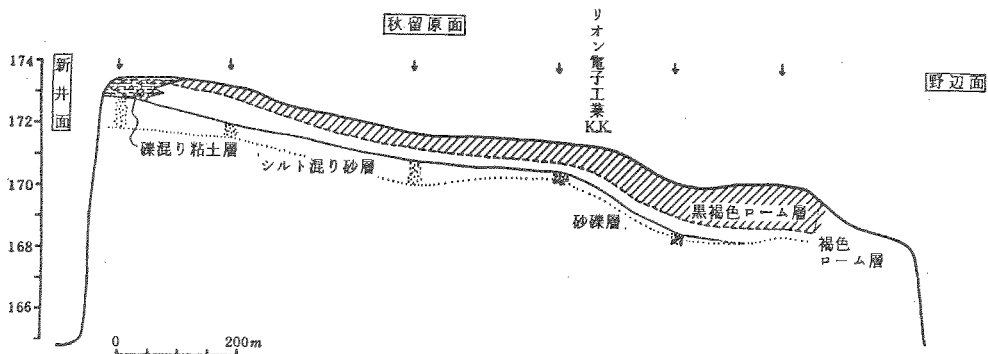 秋留原面
リオン電子工業K.K.
174
新井面
野辺面
172
礫混り粘土層
シルト混り砂層
170
黒褐色ローム層
砂礫層
168
褐色
ローム層
166
0
200m